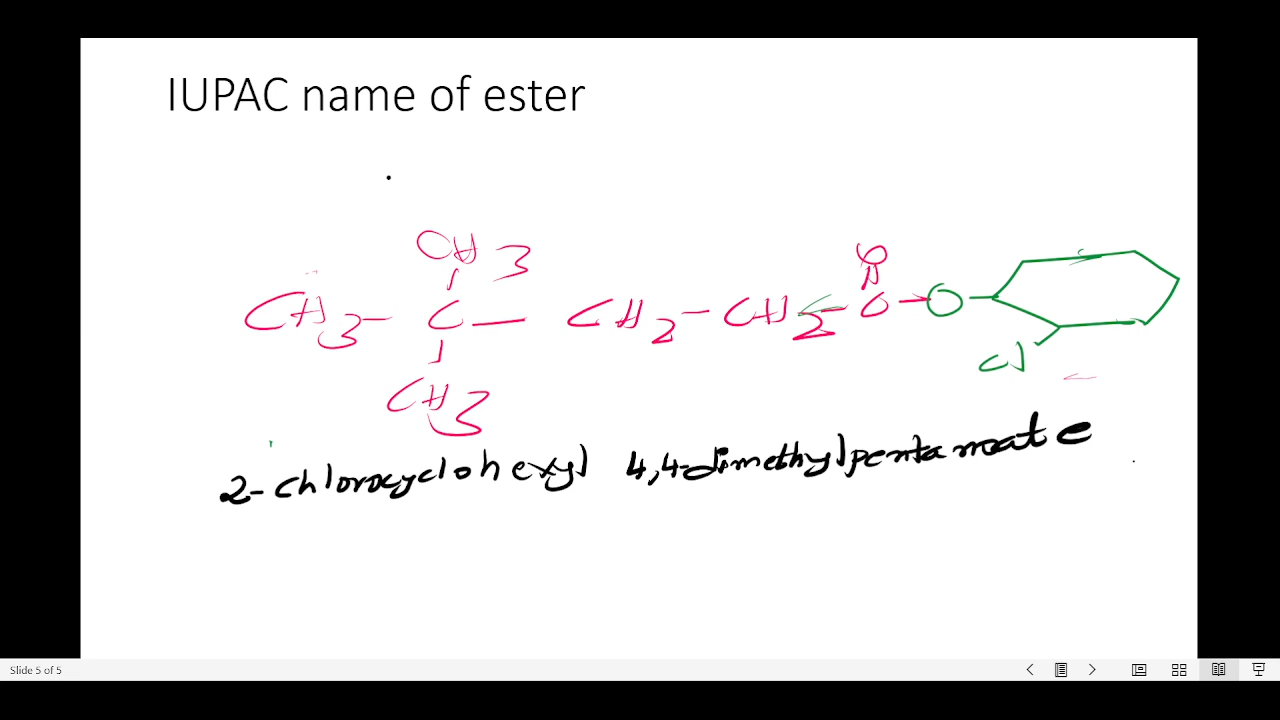 IUPAC name of ester
CH3
CH3 - C - CH2 - CH2 - C - O
O
CH3
Cl
2-chlorocyclohexyl 4,4-dimethylpentanoate
Slide 5 of 5